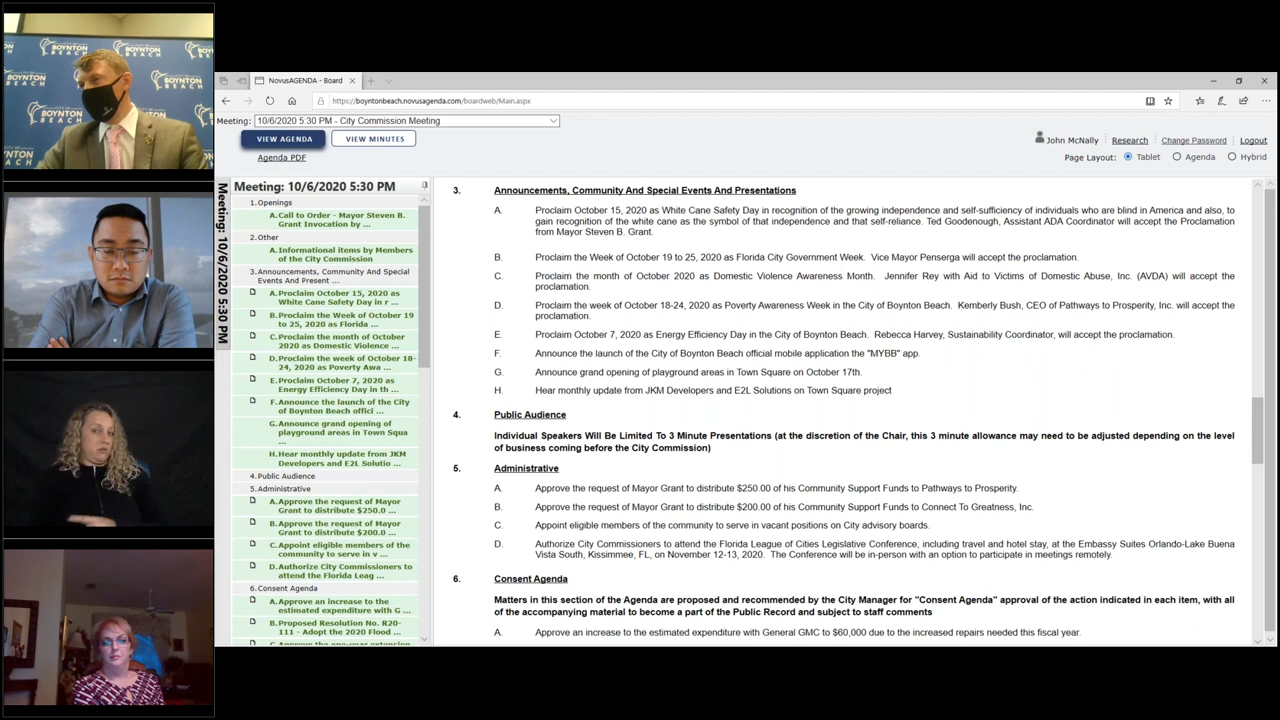 BOYNTON
BEACH
BOYNTON
BEACH
BOYNTON
BEACH
BOYNTON
BEACH
NovusAGENDA - Board
https://boyntonbeach.novusagenda.com/boardweb/Main.aspx
Meeting: 10/6/2020 5:30 PM - City Commission Meeting
VIEW AGENDA VIEW MINUTES
Agenda PDF
John McNally Research Change Password Logout
Page Layout: Tablet Agenda Hybrid
Meeting: 10/6/2020 5:30 PM
Meeting: 10/6/2020 5:30 PM
1.Openings
A.Call to Order - Mayor Steven B.
Grant Invocation by ...
2.Other
A.Informational items by Members
of the City Commission
3.Announcements, Community And Special
Events And Present ...
A.Proclaim October 15, 2020 as
White Cane Safety Day in r ...
B.Proclaim the Week of October 19
to 25, 2020 as Florida ...
C.Proclaim the month of October
2020 as Domestic Violence ...
D.Proclaim the week of October 18-
24, 2020 as Poverty Awa ...
E.Proclaim October 7, 2020 as
Energy Efficiency Day in th ...
F.Announce the launch of the City
of Boynton Beach offici ...
G.Announce grand opening of
playground areas in Town Squa
...
H.Hear monthly update from JKM
Developers and E2L Solutio ...
4.Public Audience
5.Administrative
A.Approve the request of Mayor
Grant to distribute $250.0 ...
B.Approve the request of Mayor
Grant to distribute $200.0 ...
C.Appoint eligible members of the
community to serve in v ...
D.Authorize City Commissioners to
attend the Florida Leag ...
6.Consent Agenda
A.Approve an increase to the
estimated expenditure with G ...
B.Proposed Resolution No. R20-
111 - Adopt the 2020 Flood ...
C.Approve the one-year extension
3. Announcements, Community And Special Events And Presentations
A. Proclaim October 15, 2020 as White Cane Safety Day in recognition of the growing independence and self-sufficiency of individuals who are blind in America and also, to
gain recognition of the white cane as the symbol of that independence and that self-reliance. Ted Goodenough, Assistant ADA Coordinator will accept the Proclamation
from Mayor Steven B. Grant.
B. Proclaim the Week of October 19 to 25, 2020 as Florida City Government Week. Vice Mayor Penserga will accept the proclamation.
C. Proclaim the month of October 2020 as Domestic Violence Awareness Month. Jennifer Rey with Aid to Victims of Domestic Abuse, Inc. (AVDA) will accept the
proclamation.
D. Proclaim the week of October 18-24, 2020 as Poverty Awareness Week in the City of Boynton Beach. Kemberly Bush, CEO of Pathways to Prosperity, Inc. will accept the
proclamation.
E. Proclaim October 7, 2020 as Energy Efficiency Day in the City of Boynton Beach. Rebecca Harvey, Sustainability Coordinator, will accept the proclamation.
F. Announce the launch of the City of Boynton Beach official mobile application the "MYBB" app.
G. Announce grand opening of playground areas in Town Square on October 17th.
H. Hear monthly update from JKM Developers and E2L Solutions on Town Square project
4. Public Audience
Individual Speakers Will Be Limited To 3 Minute Presentations (at the discretion of the Chair, this 3 minute allowance may need to be adjusted depending on the level
of business coming before the City Commission)
5. Administrative
A. Approve the request of Mayor Grant to distribute $250.00 of his Community Support Funds to Pathways to Prosperity.
B. Approve the request of Mayor Grant to distribute $200.00 of his Community Support Funds to Connect To Greatness, Inc.
C. Appoint eligible members of the community to serve in vacant positions on City advisory boards.
D. Authorize City Commissioners to attend the Florida League of Cities Legislative Conference, including travel and hotel stay, at the Embassy Suites Orlando-Lake Buena
Vista South, Kissimmee, FL, on November 12-13, 2020. The Conference will be in-person with an option to participate in meetings remotely.
6. Consent Agenda
Matters in this section of the Agenda are proposed and recommended by the City Manager for "Consent Agenda" approval of the action indicated in each item, with all
of the accompanying material to become a part of the Public Record and subject to staff comments
A. Approve an increase to the estimated expenditure with General GMC to $60,000 due to the increased repairs needed this fiscal year.